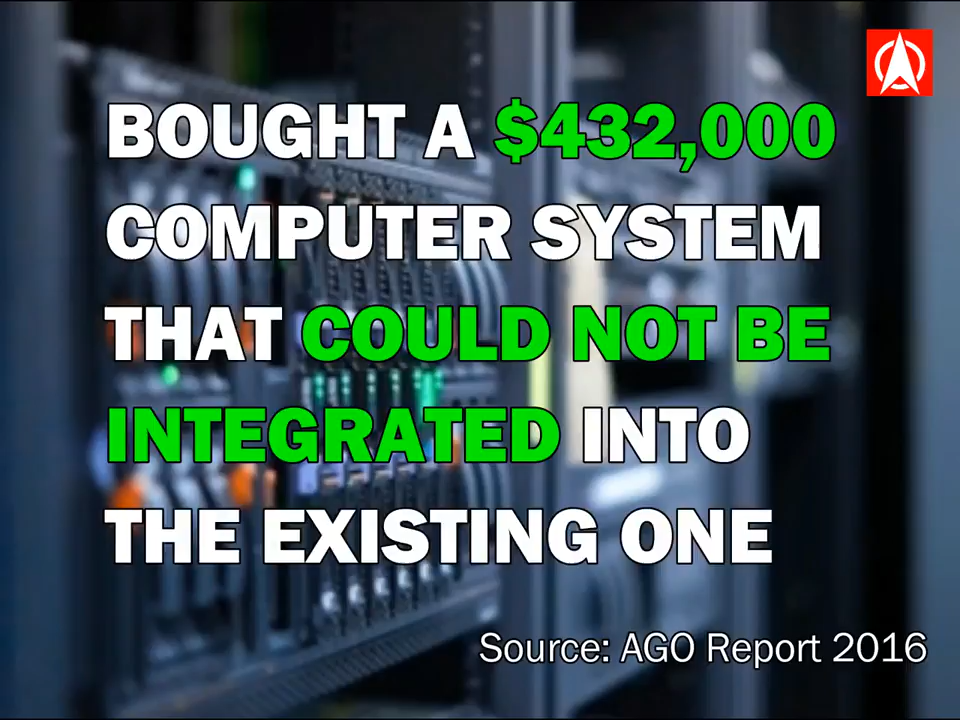 BOUGHT A $432,000
COMPUTER SYSTEM
THAT COULD NOT BE
INTEGRATED INTO
THE EXISTING ONE
Source: AGO Report 2016